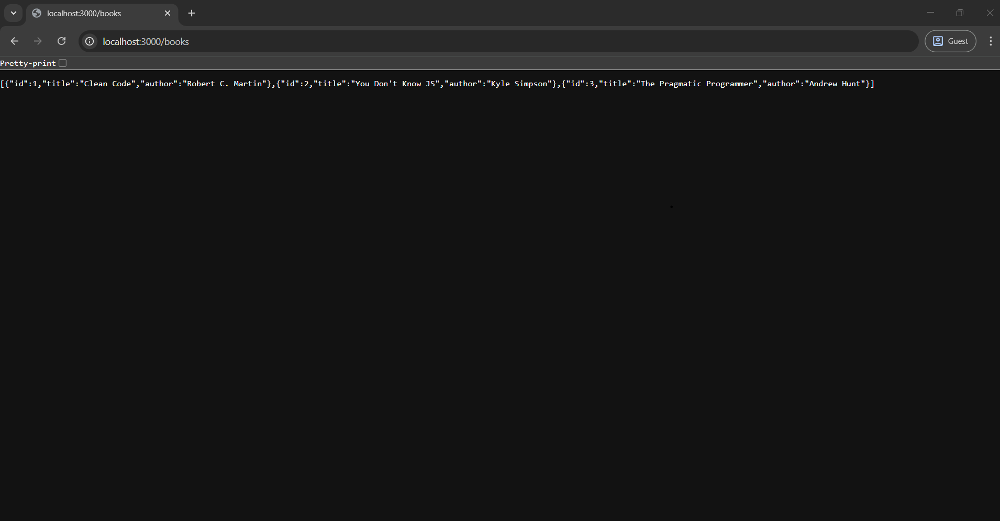 localhost:3000/books
localhost:3000/books
Guest
Pretty-print
[{"id":1,"title":"Clean Code","author":"Robert C. Martin"},{"id":2,"title":"You Don't Know JS","author":"Kyle Simpson"},{"id":3,"title":"The Pragmatic Programmer","author":"Andrew Hunt"}]